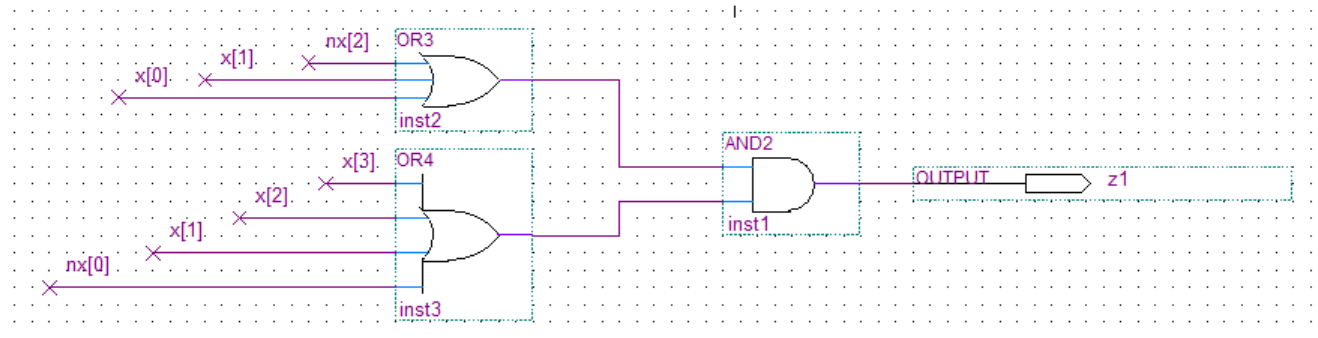 nx[2]
OR3
x[1]
x[0]
inst2
AND2
x[3]
OR4
OUTPUT
z1
x[2]
inst1
x[1]
nx[0]
inst3